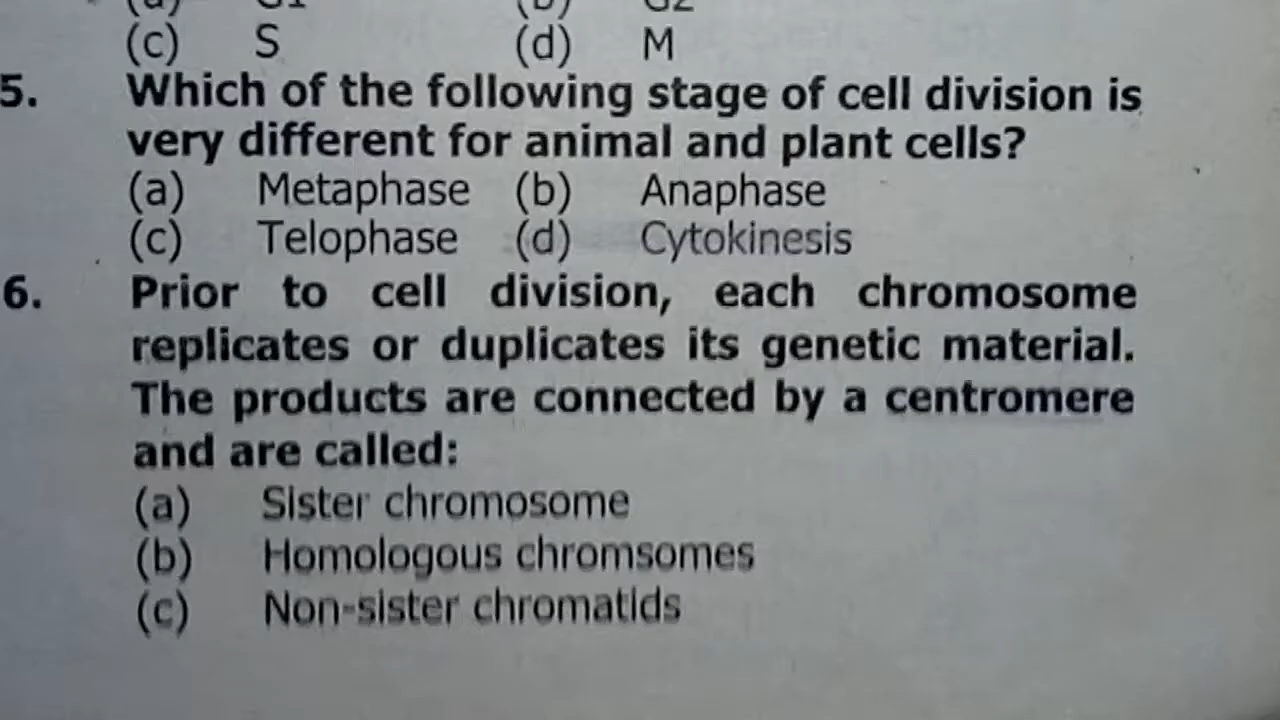 (c) S (d) M
5. Which of the following stage of cell division is
very different for animal and plant cells?
(a) Metaphase (b) Anaphase
(c) Telophase (d) Cytokinesis
6. Prior to cell division, each chromosome
replicates or duplicates its genetic material.
The products are connected by a centromere
and are called:
(a) Sister chromosome
(b) Homologous chromsomes
(c) Non-sister chromatids